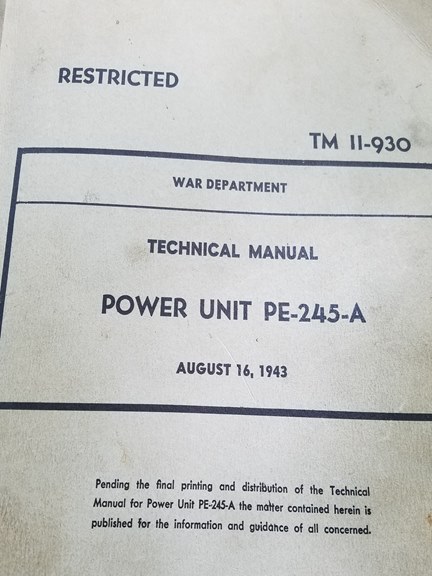 RESTRICTED
TM 11-930
WAR DEPARTMENT
TECHNICAL MANUAL
POWER UNIT PE-245-A
AUGUST 16, 1943
Pending the final printing and distribution of the Technical
Manual for Power Unit PE-245-A the matter contained herein is
published for the information and guidance of all concerned.